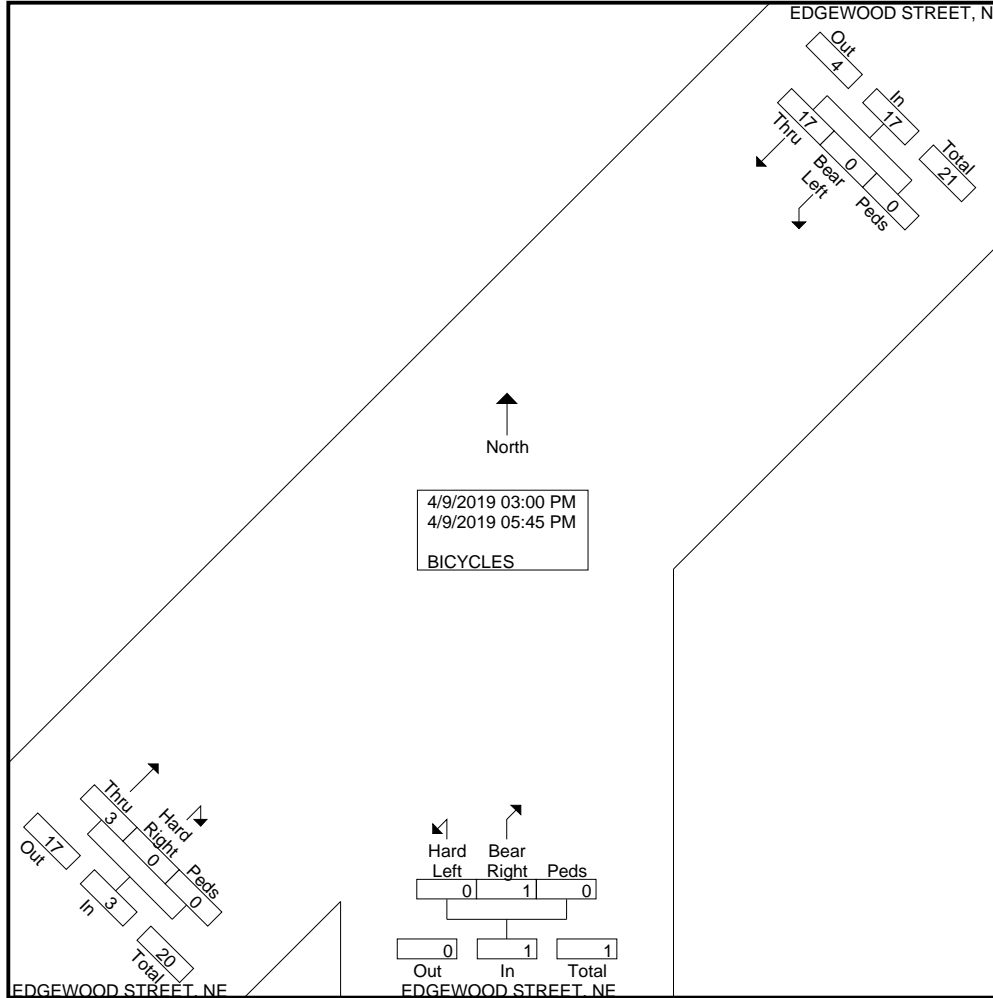 EDGEWOOD STREET, N
Out
4
In
17
Total
21
17
0
0
Thru
Bear
Left
Peds
North
4/9/2019 03:00 PM
4/9/2019 05:45 PM
BICYCLES
Thru
Hard
Right
Peds
3
0
0
17
Out
3
In
20
Total
EDGEWOOD STREET, NE
Hard Bear
Left Right Peds
0 1 0
0 1 1
Out In Total
EDGEWOOD STREET, NE